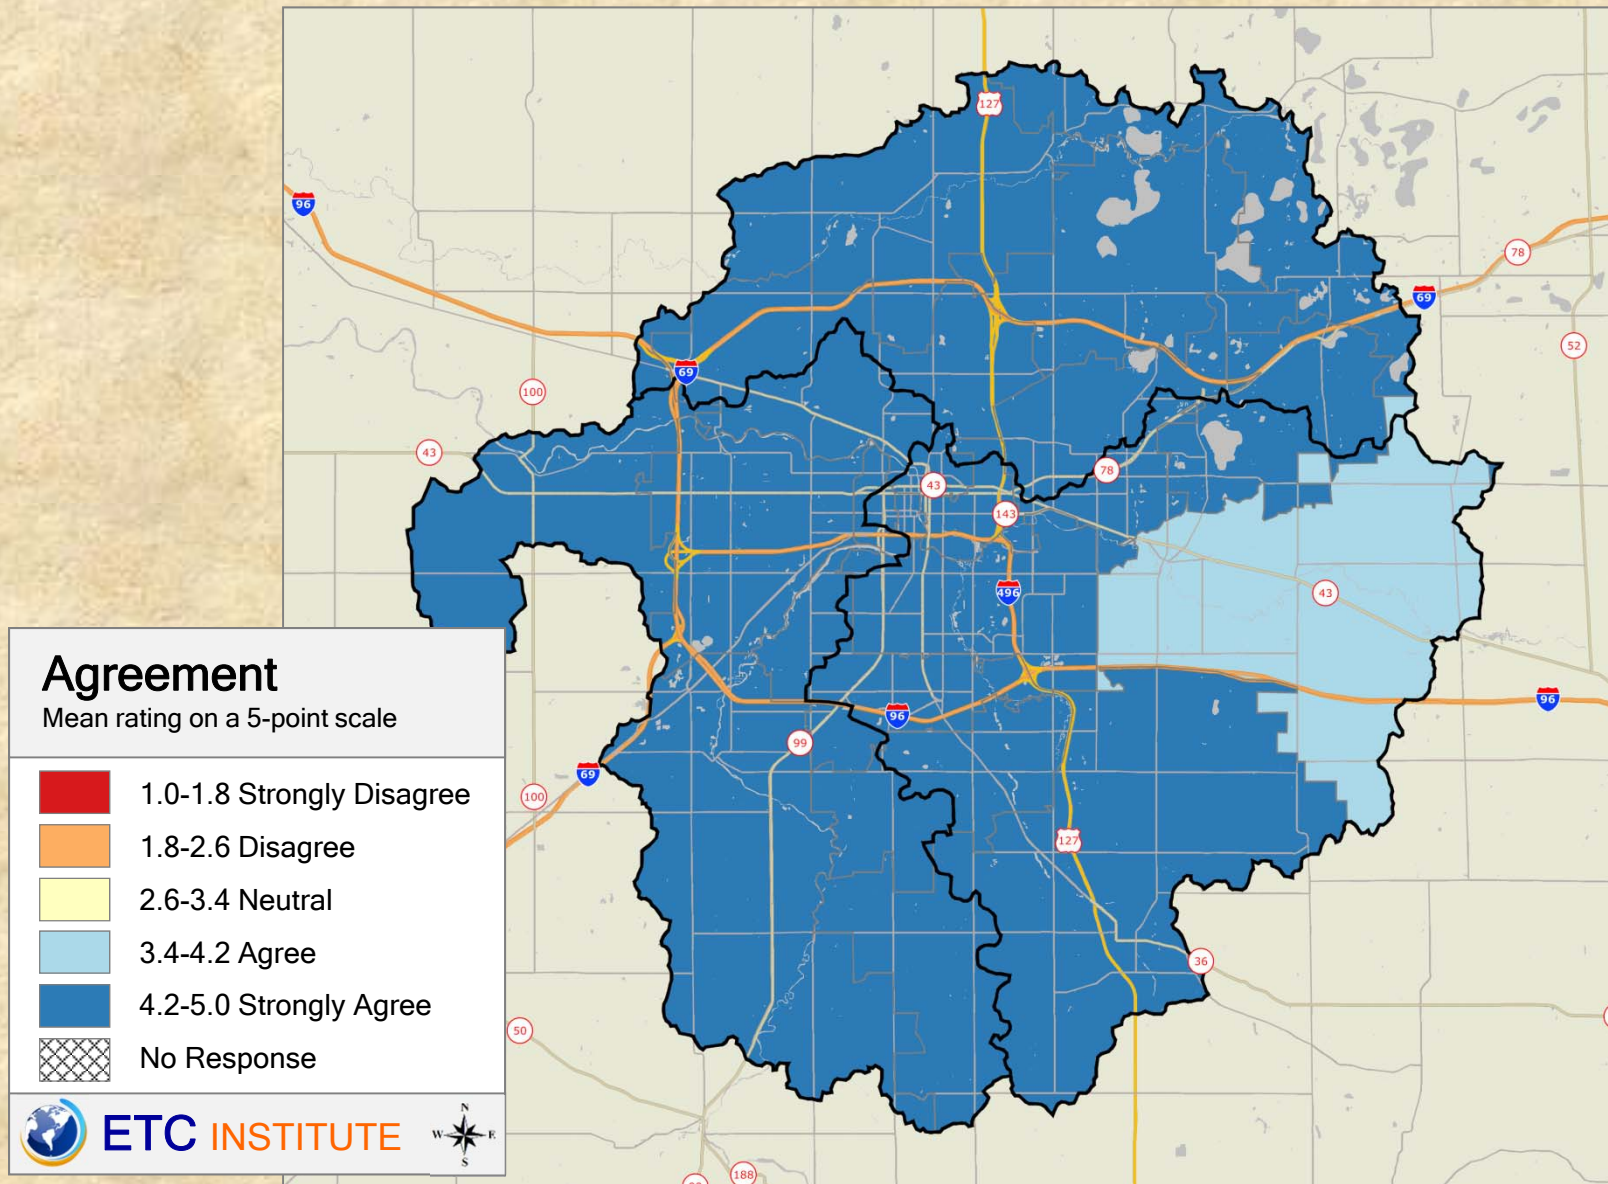 127
96
78
69
52
69
100
43
78
43
143
496
43
96
96
99
69
100
127
36
50
188
Agreement
Mean rating on a 5-point scale
1.0-1.8 Strongly Disagree
1.8-2.6 Disagree
2.6-3.4 Neutral
3.4-4.2 Agree
4.2-5.0 Strongly Agree
No Response
ETC INSTITUTE
N
W E
S